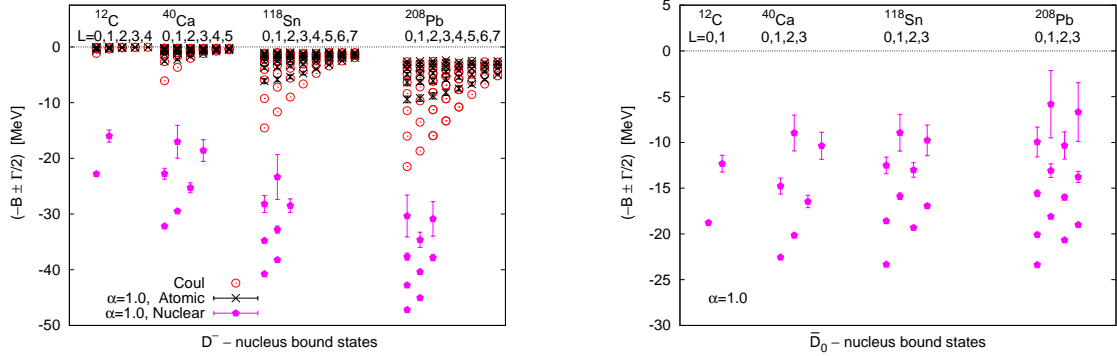 ¹²C ⁴⁰Ca ¹¹⁸Sn ²⁰⁸Pb
L=0,1,2,3,4 0,1,2,3,4,5 0,1,2,3,4,5,6,7 0,1,2,3,4,5,6,7
0
-10
-20
-30
-40
-50
(−B ± Γ/2) [MeV]
Coul
α=1.0, Atomic
α=1.0, Nuclear
D⁻ − nucleus bound states
5
¹²C ⁴⁰Ca ¹¹⁸Sn ²⁰⁸Pb
L=0,1 0,1,2,3 0,1,2,3 0,1,2,3
0
-5
-10
-15
-20
-25
-30
(−B ± Γ/2) [MeV]
α=1.0
D̅₀ − nucleus bound states